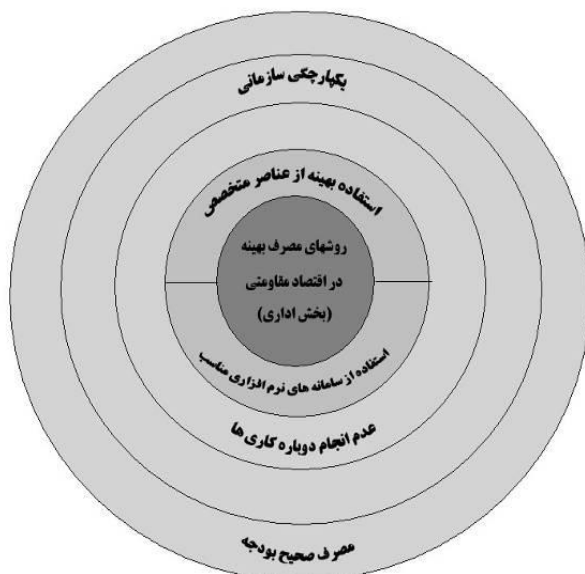 یکپارچگی سازمانی
استفاده بهینه از عناصر متخصص
روشهای مصرف بهینه
در اقتصاد مقاومتی
(بخش اداری)
استفاده از سامانه های نرم افزاری مناسب
عدم انجام دوباره کاری ها
مصرف صحیح بودجه